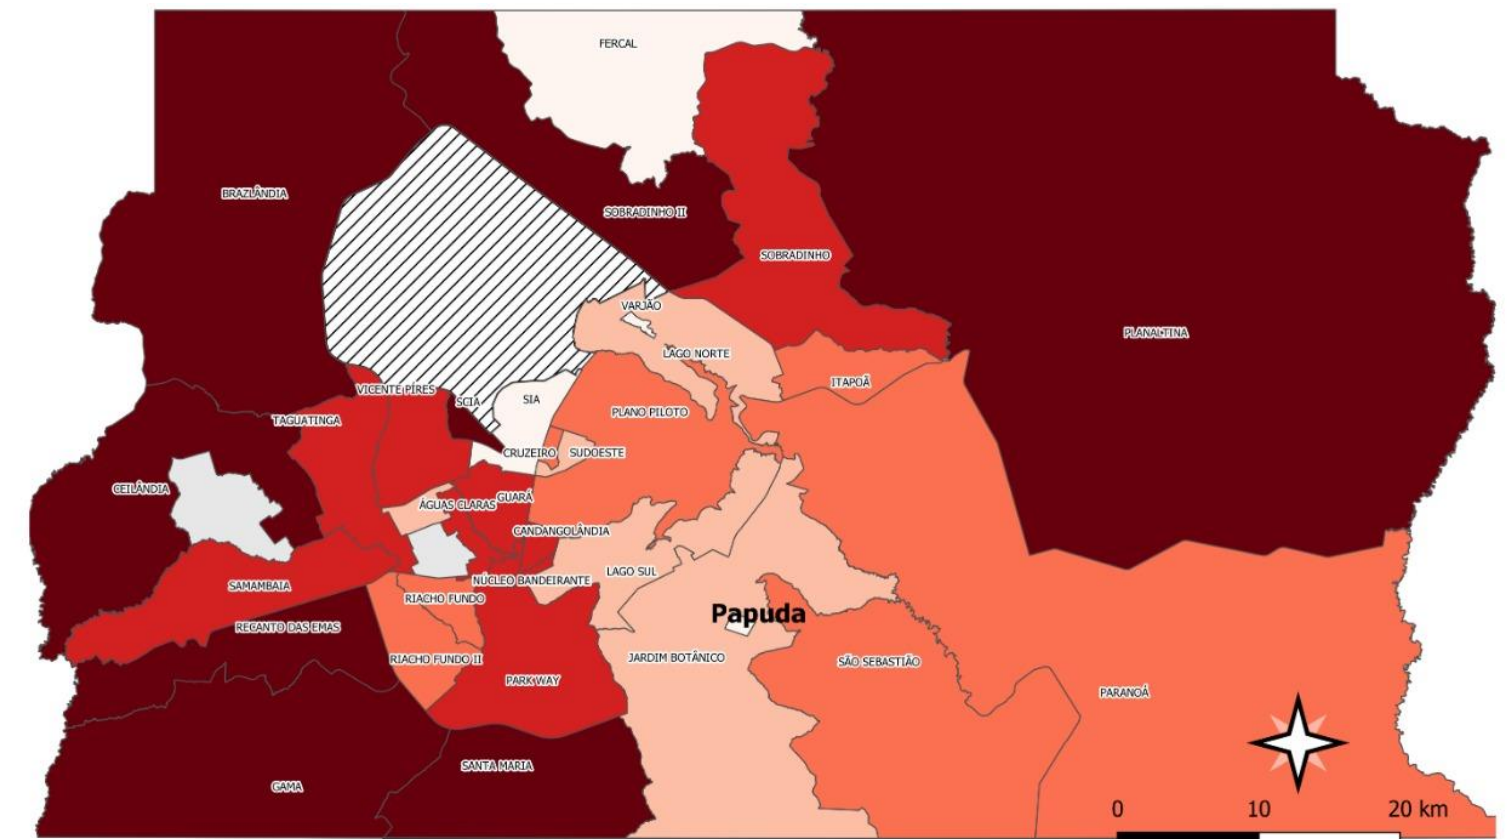 FERCAL
BRAZLÂNDIA
SOBRADINHO II
SOBRADINHO
VARJÃO
PLANALTINA
LAGO NORTE
ITAPOÃ
VICENTE PIRES
SCIA
SIA
PLANO PILOTO
TAGUATINGA
CRUZEIRO
SUDOESTE
CEILÂNDIA
ÁGUAS CLARAS
GUARÁ
CANDANGOLÂNDIA
LAGO SUL
NÚCLEO BANDEIRANTE
SAMAMBAIA
RIACHO FUNDO
Papuda
RECANTO DAS EMAS
RIACHO FUNDO II
JARDIM BOTÂNICO
SÃO SEBASTIÃO
PARK WAY
PARANOÁ
SANTA MARIA
GAMA
0 10 20 km